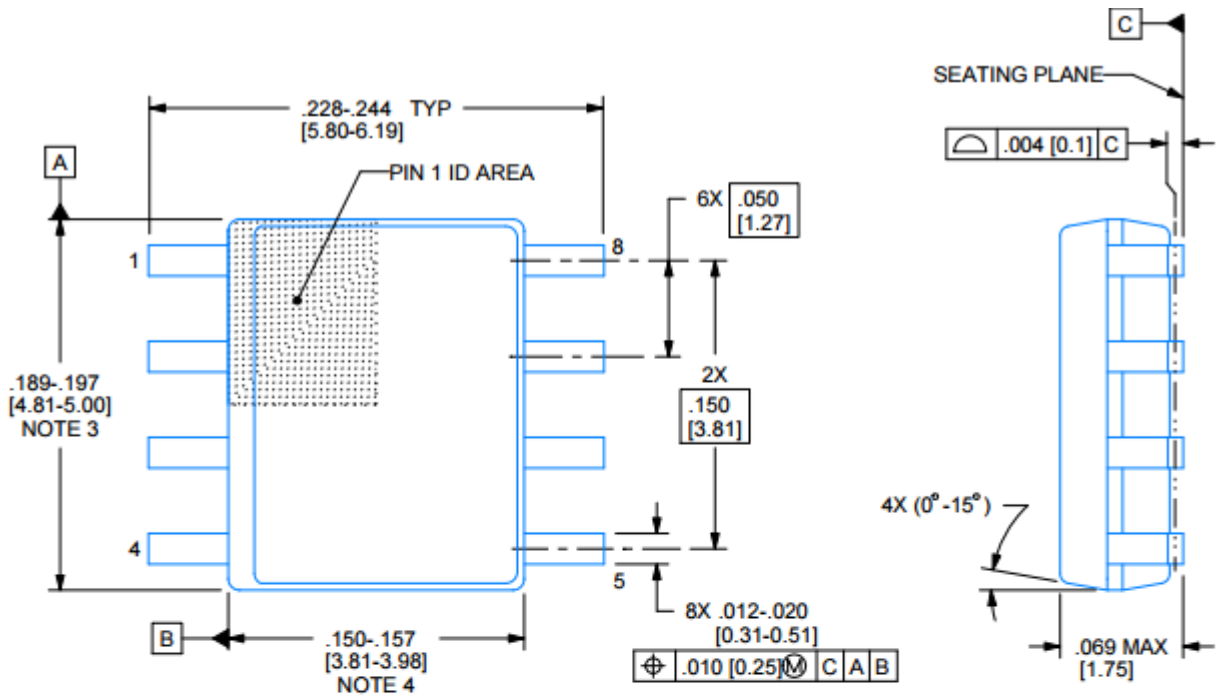 C
SEATING PLANE
.228-.244 TYP
[5.80-6.19]
⌓ .004 [0.1] C
A
PIN 1 ID AREA
6X .050
[1.27]
1
8
.189-.197
[4.81-5.00]
NOTE 3
2X
.150
[3.81]
4X (0°-15°)
4
5
8X .012-.020
[0.31-0.51]
⌖ .010 [0.25]Ⓜ C A B
B
.150-.157
[3.81-3.98]
NOTE 4
.069 MAX
[1.75]